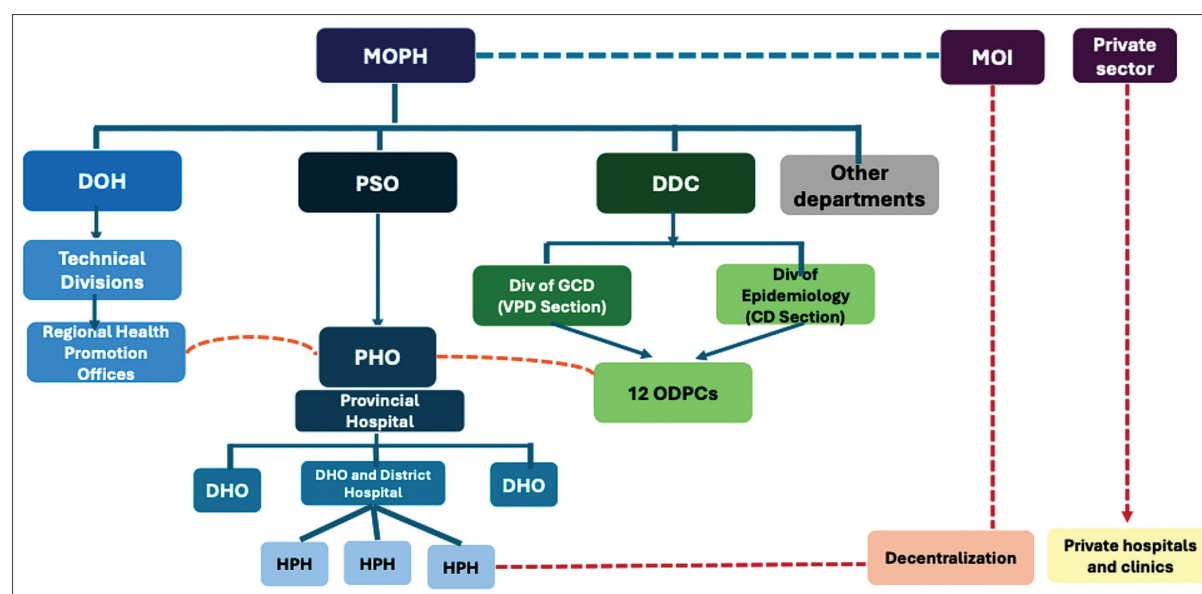 MOPH
MOI
Private
sector
DOH
PSO
DDC
Other
departments
Technical
Divisions
Div of GCD
(VPD Section)
Div of
Epidemiology
(CD Section)
Regional Health
Promotion
Offices
PHO
12 ODPCs
Provincial
Hospital
DHO
DHO and District
Hospital
DHO
HPH
HPH
HPH
Decentralization
Private hospitals
and clinics